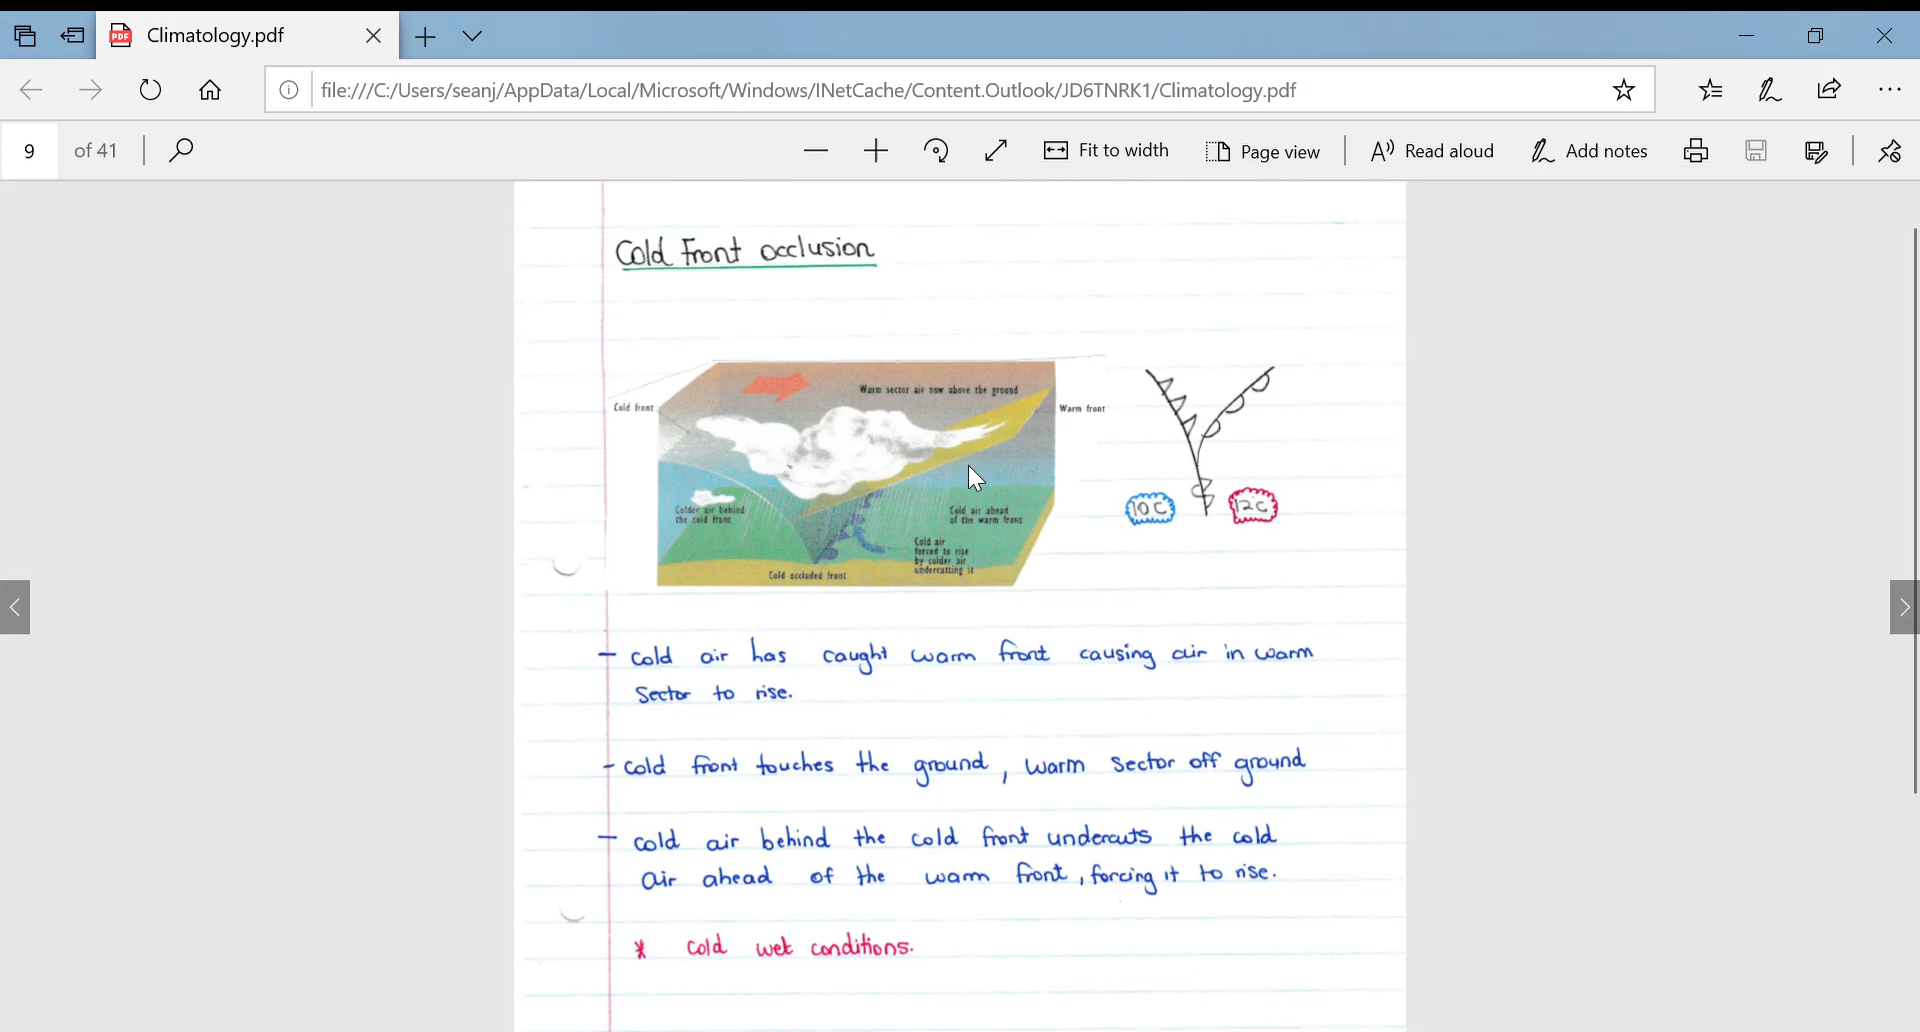 Climatology.pdf
file:///C:/Users/seanj/AppData/Local/Microsoft/Windows/INetCache/Content.Outlook/JD6TNRK1/Climatology.pdf
9 of 41
Fit to width
Page view
Read aloud
Add notes
Cold Front occlusion
Warm sector air now above the ground
Cold front
Warm front
Colder air behind
the cold front
Cold air ahead
of the warm front
Cold air
forced to rise
by colder air
undercutting it
Cold occluded front
10C
12C
- cold air has caught warm front causing air in warm
sector to rise.
- cold front touches the ground, warm sector off ground
- cold air behind the cold front undercuts the cold
air ahead of the warm front, forcing it to rise.
* cold wet conditions.